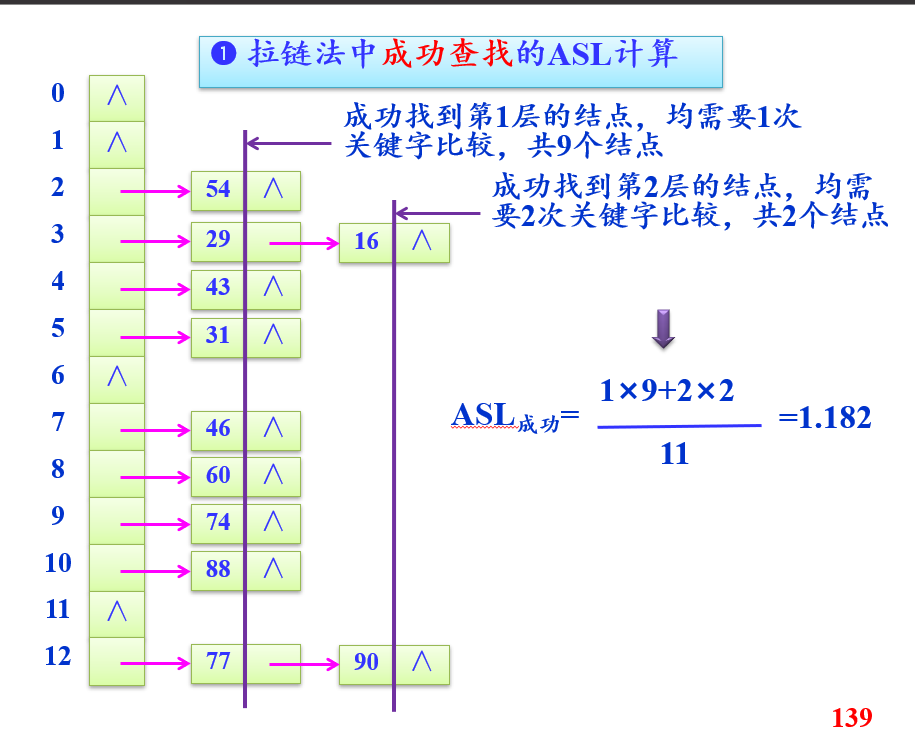 ❶ 拉链法中成功查找的ASL计算
成功找到第1层的结点，均需要1次
关键字比较，共9个结点
成功找到第2层的结点，均需
要2次关键字比较，共2个结点
0 ∧
1 ∧
2 54 ∧
3 29 16 ∧
4 43 ∧
5 31 ∧
6 ∧
7 46 ∧
8 60 ∧
9 74 ∧
10 88 ∧
11 ∧
12 77 90 ∧
1×9+2×2
ASL成功= =1.182
11
139